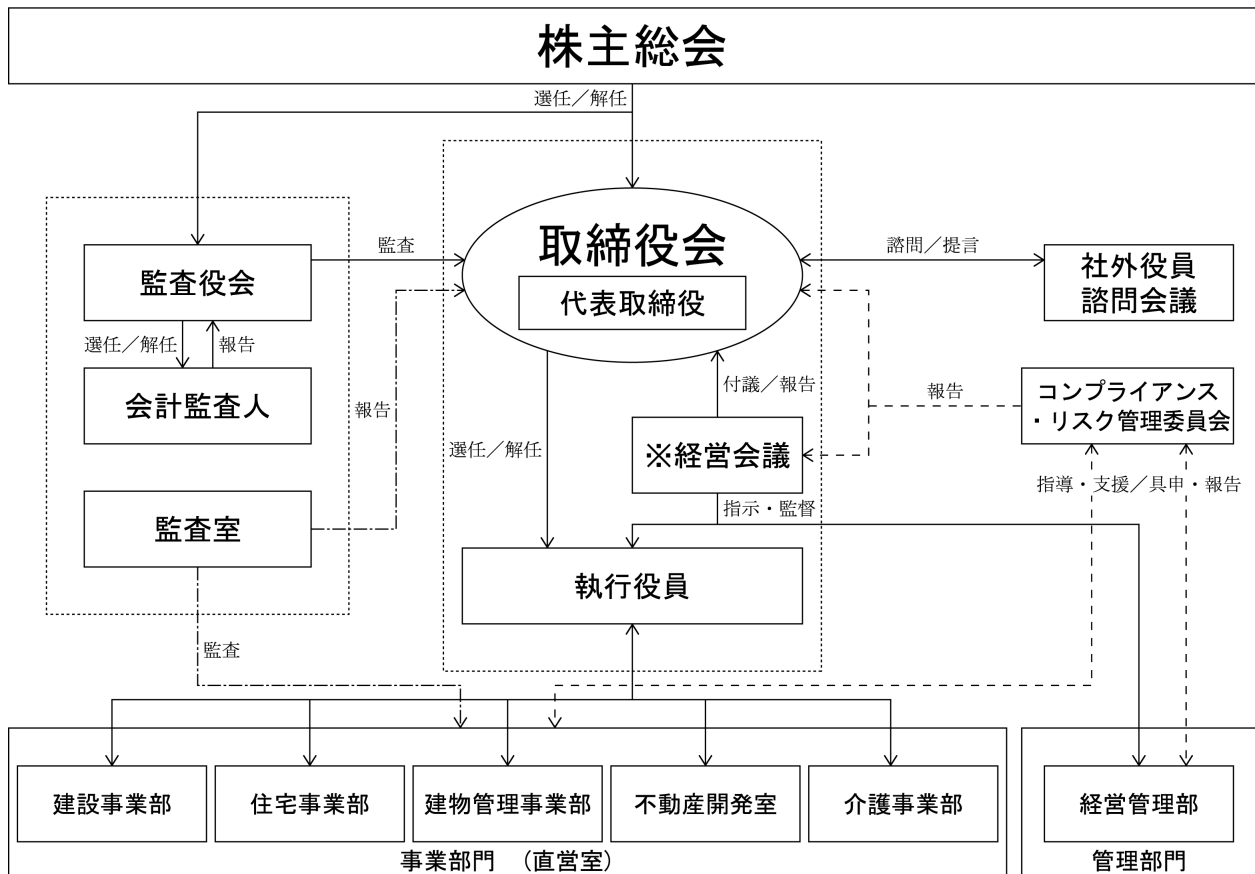 株主総会
選任／解任
取締役会
代表取締役
監査
諮問／提言
監査役会
社外役員
諮問会議
選任／解任
報告
会計監査人
報告
付議／報告
報告
コンプライアンス
・リスク管理委員会
選任／解任
※経営会議
指導・支援／具申・報告
監査室
指示・監督
執行役員
監査
建設事業部
住宅事業部
建物管理事業部
不動産開発室
介護事業部
経営管理部
事業部門　（直営室）
管理部門